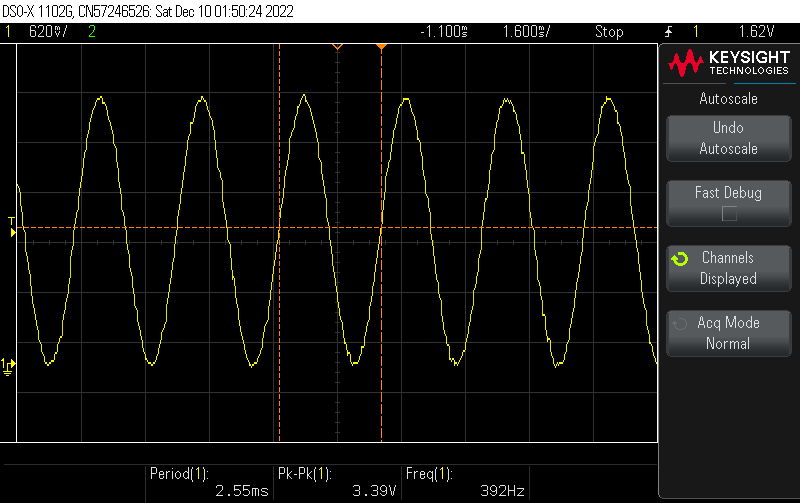 DSO-X 1102G, CN57246526: Sat Dec 10 01:50:24 2022
1 620mV/ 2 -1.100ms 1.600ms/ Stop 1 1.62V
KEYSIGHT
TECHNOLOGIES
Autoscale
Undo
Autoscale
Fast Debug
T
Channels
Displayed
Acq Mode
Normal
1
Period(1): Pk-Pk(1): Freq(1):
2.55ms 3.39V 392Hz